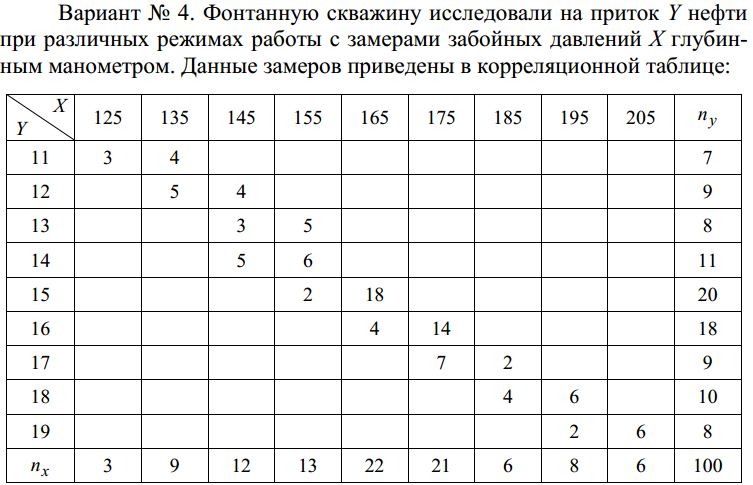 Вариант № 4. Фонтанную скважину исследовали на приток Y нефти
при различных режимах работы с замерами забойных давлений X глубин-
ным манометром. Данные замеров приведены в корреляционной таблице:
X
Y 125 135 145 155 165 175 185 195 205 n_y
11 3 4 7
12 5 4 9
13 3 5 8
14 5 6 11
15 2 18 20
16 4 14 18
17 7 2 9
18 4 6 10
19 2 6 8
n_x 3 9 12 13 22 21 6 8 6 100